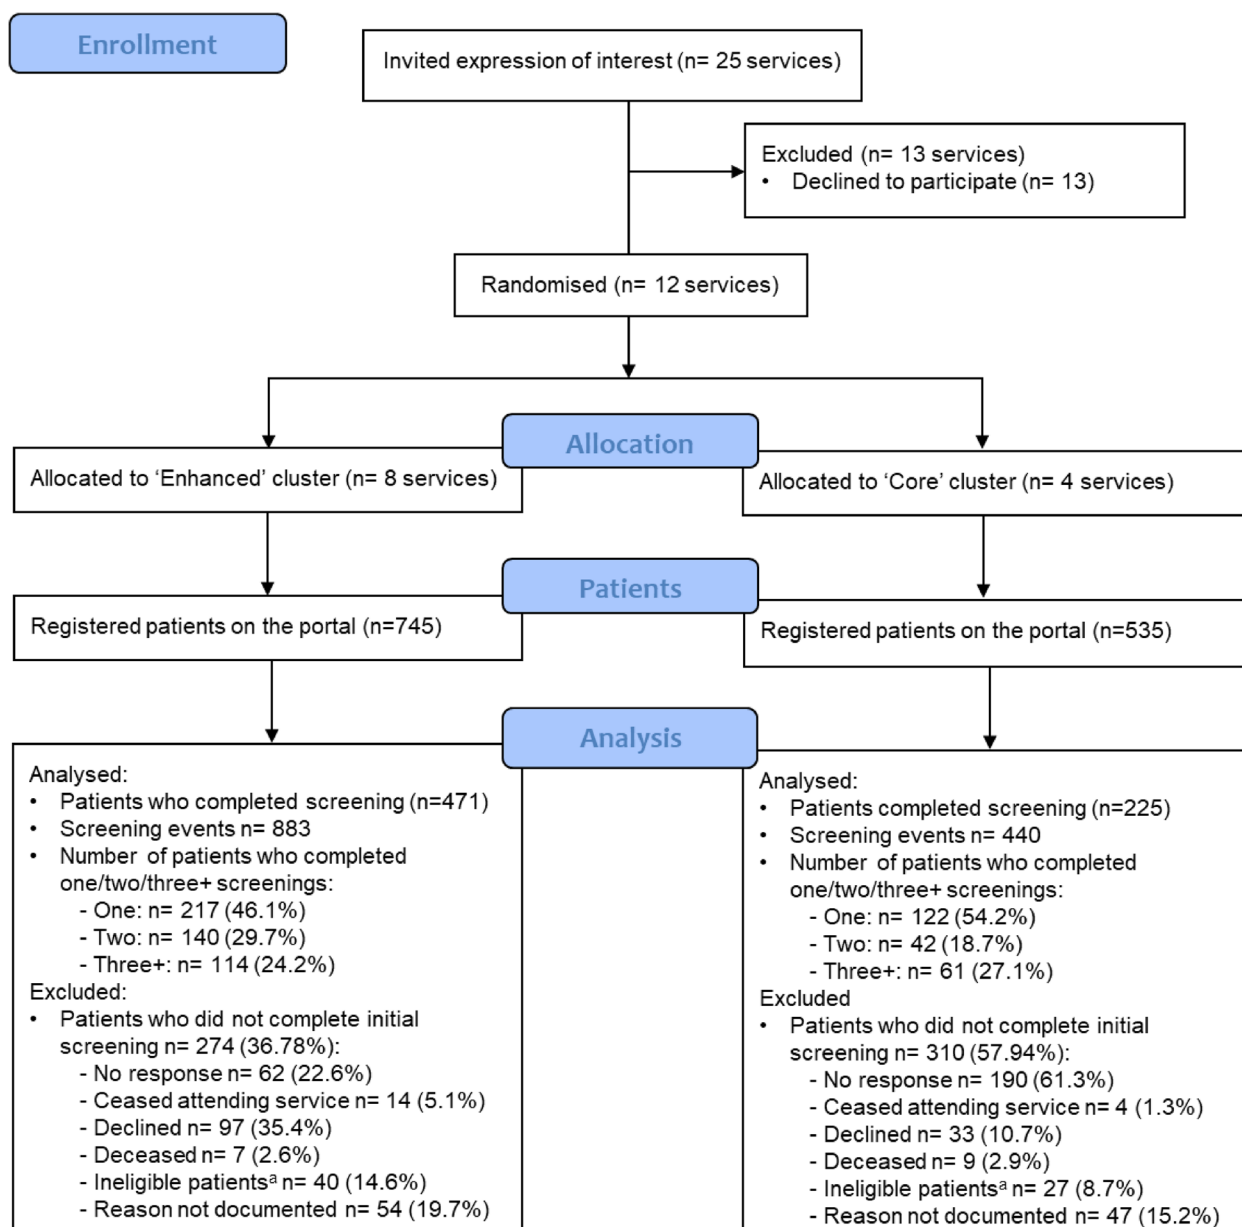 Enrollment
Invited expression of interest (n= 25 services)
Excluded (n= 13 services)
• Declined to participate (n= 13)
Randomised (n= 12 services)
Allocation
Allocated to ‘Enhanced’ cluster (n= 8 services)
Allocated to ‘Core’ cluster (n= 4 services)
Patients
Registered patients on the portal (n=745)
Registered patients on the portal (n=535)
Analysis
Analysed:
• Patients who completed screening (n=471)
• Screening events n= 883
• Number of patients who completed
one/two/three+ screenings:
- One: n= 217 (46.1%)
- Two: n= 140 (29.7%)
- Three+: n= 114 (24.2%)
Excluded:
• Patients who did not complete initial
screening n= 274 (36.78%):
- No response n= 62 (22.6%)
- Ceased attending service n= 14 (5.1%)
- Declined n= 97 (35.4%)
- Deceased n= 7 (2.6%)
- Ineligible patientsᵃ n= 40 (14.6%)
- Reason not documented n= 54 (19.7%)
Analysed:
• Patients completed screening (n=225)
• Screening events n= 440
• Number of patients who completed
one/two/three+ screenings:
- One: n= 122 (54.2%)
- Two: n= 42 (18.7%)
- Three+: n= 61 (27.1%)
Excluded
• Patients who did not complete initial
screening n= 310 (57.94%):
- No response n= 190 (61.3%)
- Ceased attending service n= 4 (1.3%)
- Declined n= 33 (10.7%)
- Deceased n= 9 (2.9%)
- Ineligible patientsᵃ n= 27 (8.7%)
- Reason not documented n= 47 (15.2%)